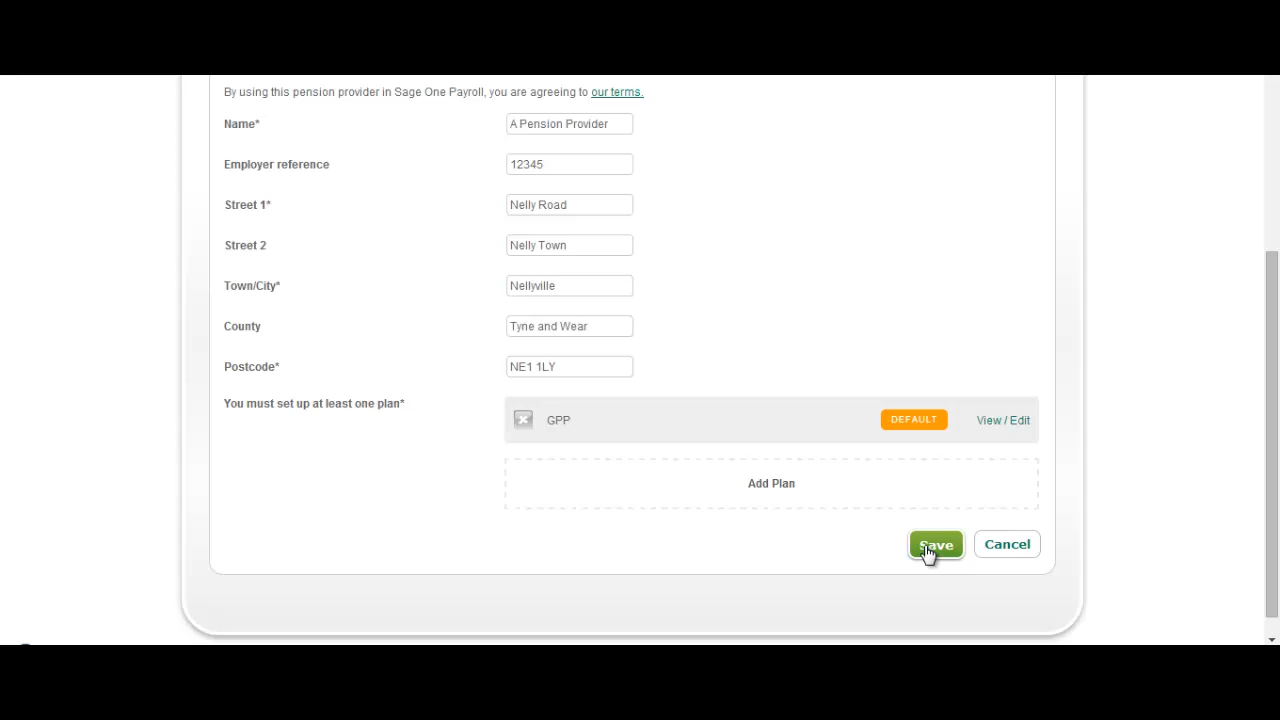 By using this pension provider in Sage One Payroll, you are agreeing to our terms.
Name* A Pension Provider
Employer reference 12345
Street 1* Nelly Road
Street 2 Nelly Town
Town/City* Nellyville
County Tyne and Wear
Postcode* NE1 1LY
You must set up at least one plan*
GPP DEFAULT View / Edit
Add Plan
Save Cancel